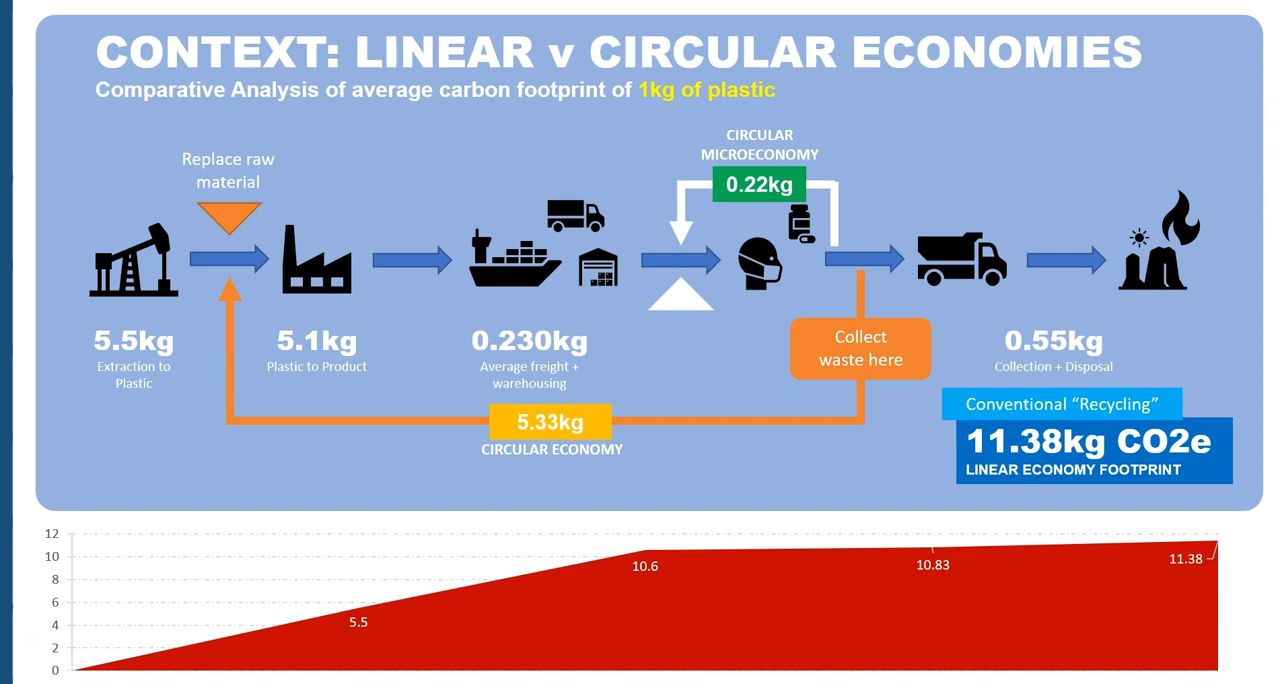 CONTEXT: LINEAR v CIRCULAR ECONOMIES
Comparative Analysis of average carbon footprint of 1kg of plastic
CIRCULAR
MICROECONOMY
0.22kg
Replace raw
material
5.5kg
Extraction to
Plastic
5.1kg
Plastic to Product
0.230kg
Average freight +
warehousing
Collect
waste here
0.55kg
Collection + Disposal
5.33kg
CIRCULAR ECONOMY
Conventional “Recycling”
11.38kg CO2e
LINEAR ECONOMY FOOTPRINT
12
10
8
6
4
2
0
5.5
10.6
10.83
11.38